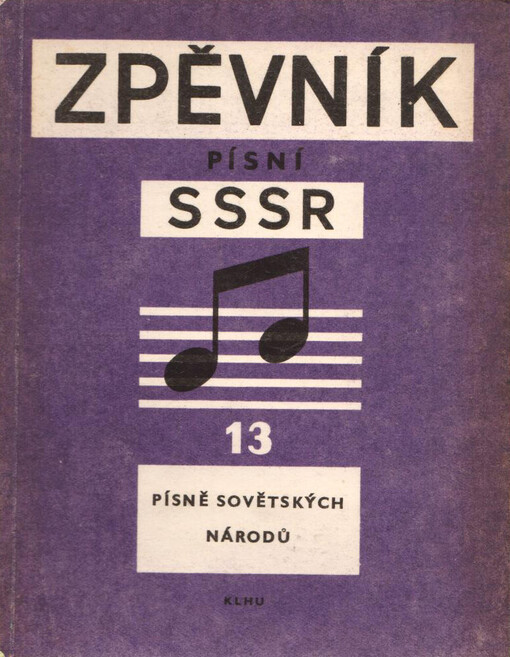 ZPĚVNÍK
PÍSNÍ
SSSR
13
PÍSNĚ SOVĚTSKÝCH
NÁRODŮ
KLHU